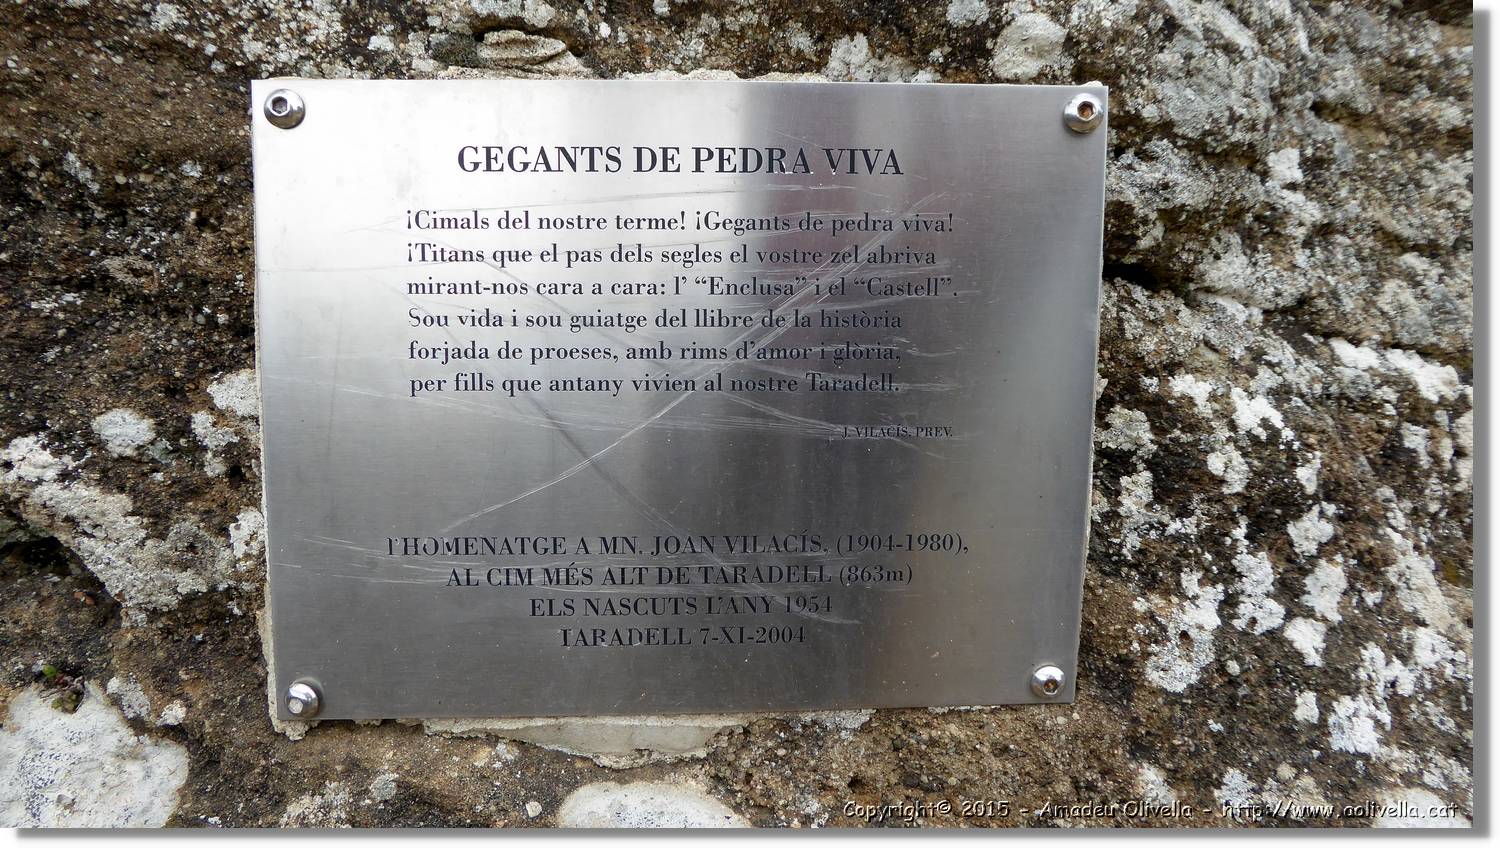 GEGANTS DE PEDRA VIVA
¡Cimals del nostre terme! ¡Gegants de pedra viva!
¡Titans que el pas dels segles el vostre zel abriva
mirant-nos cara a cara: l' “Enclusa” i el “Castell”.
Sou vida i sou guiatge del llibre de la història
forjada de proeses, amb rims d'amor i glòria,
per fills que antany vivien al nostre Taradell.
J. VILACÍS, PREV.
l'HOMENATGE A MN. JOAN VILACÍS, (1904-1980),
AL CIM MÉS ALT DE TARADELL (863m)
ELS NASCUTS L'ANY 1954
TARADELL 7-XI-2004
Copyright© 2015 - Amadeu Olivella - http://www.aolivella.cat